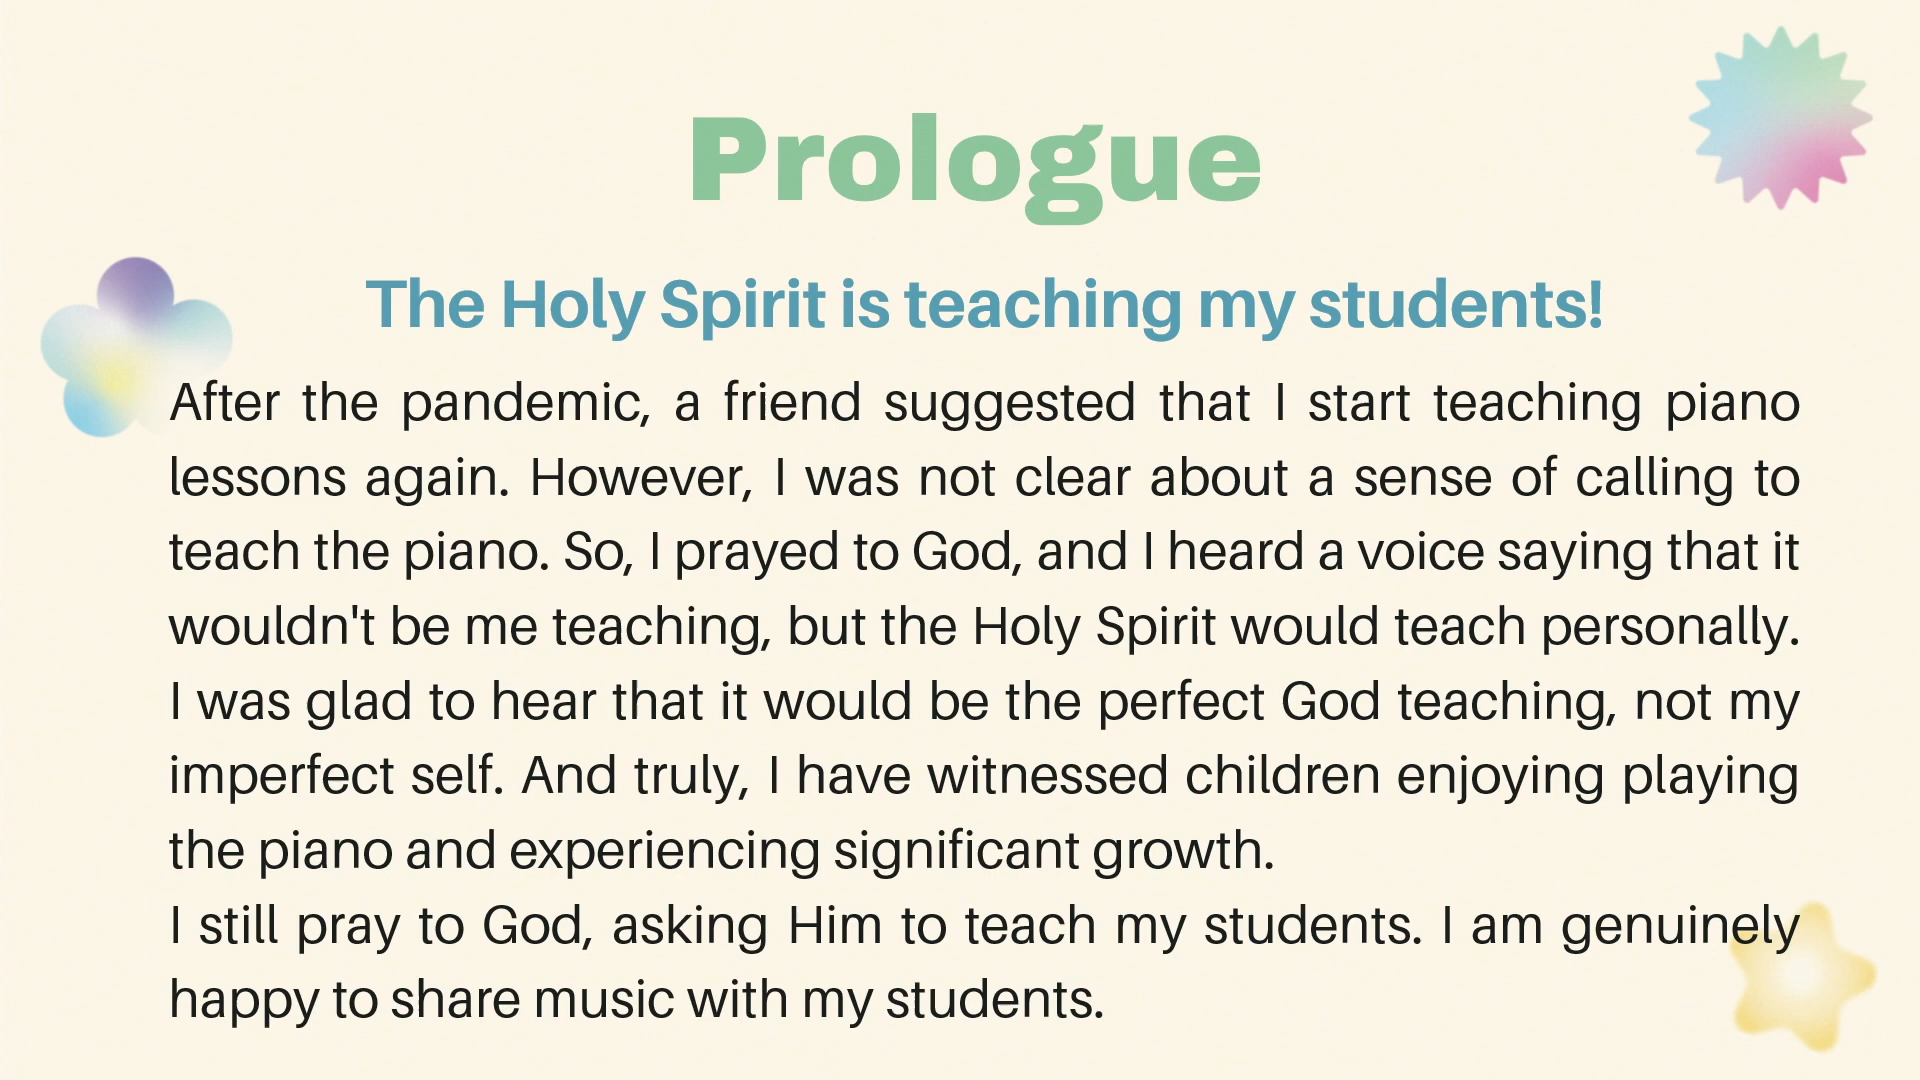 Prologue
The Holy Spirit is teaching my students!
After the pandemic, a friend suggested that I start teaching piano
lessons again. However, I was not clear about a sense of calling to
teach the piano. So, I prayed to God, and I heard a voice saying that it
wouldn't be me teaching, but the Holy Spirit would teach personally.
I was glad to hear that it would be the perfect God teaching, not my
imperfect self. And truly, I have witnessed children enjoying playing
the piano and experiencing significant growth.
I still pray to God, asking Him to teach my students. I am genuinely
happy to share music with my students.